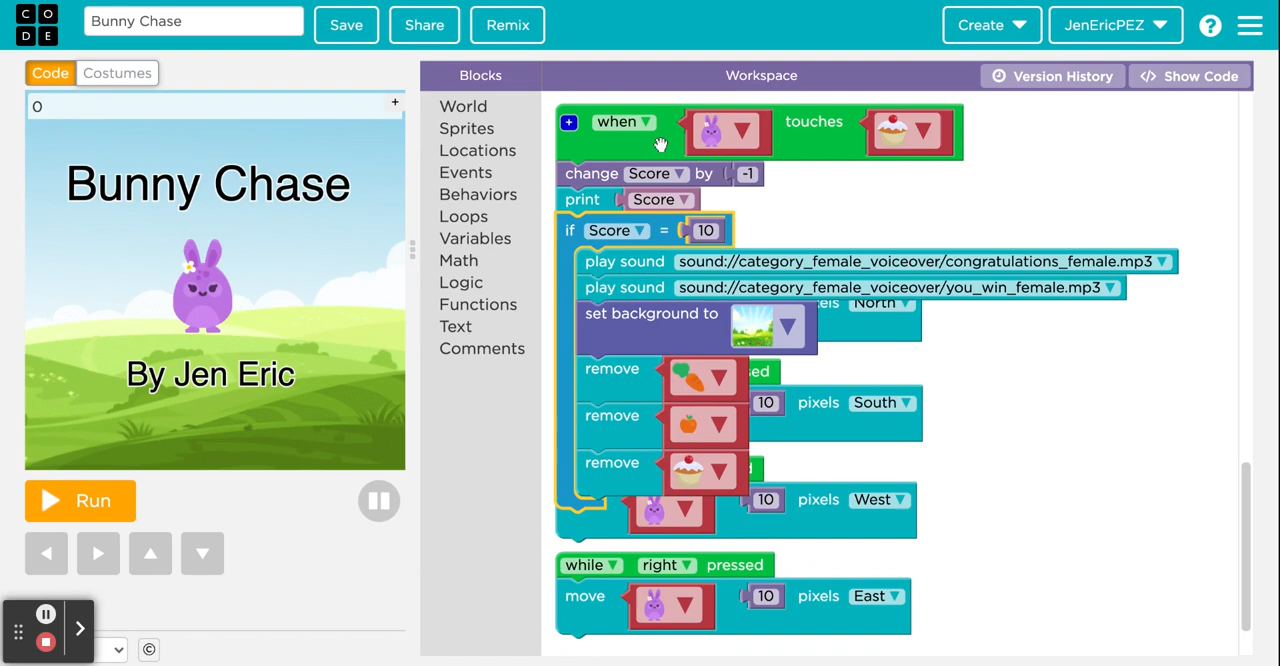 C O
D E
Bunny Chase
Save
Share
Remix
Create
JenEricPEZ
?
Code
Costumes
0
+
Bunny Chase
By Jen Eric
Run
©
Blocks
World
Sprites
Locations
Events
Behaviors
Loops
Variables
Math
Logic
Functions
Text
Comments
Workspace
Version History
</> Show Code
+ when touches
change Score by -1
print Score
if Score = 10
play sound sound://category_female_voiceover/congratulations_female.mp3
play sound sound://category_female_voiceover/you_win_female.mp3
set background to
North
remove
remove
10 pixels South
remove
10 pixels West
while right pressed
move 10 pixels East